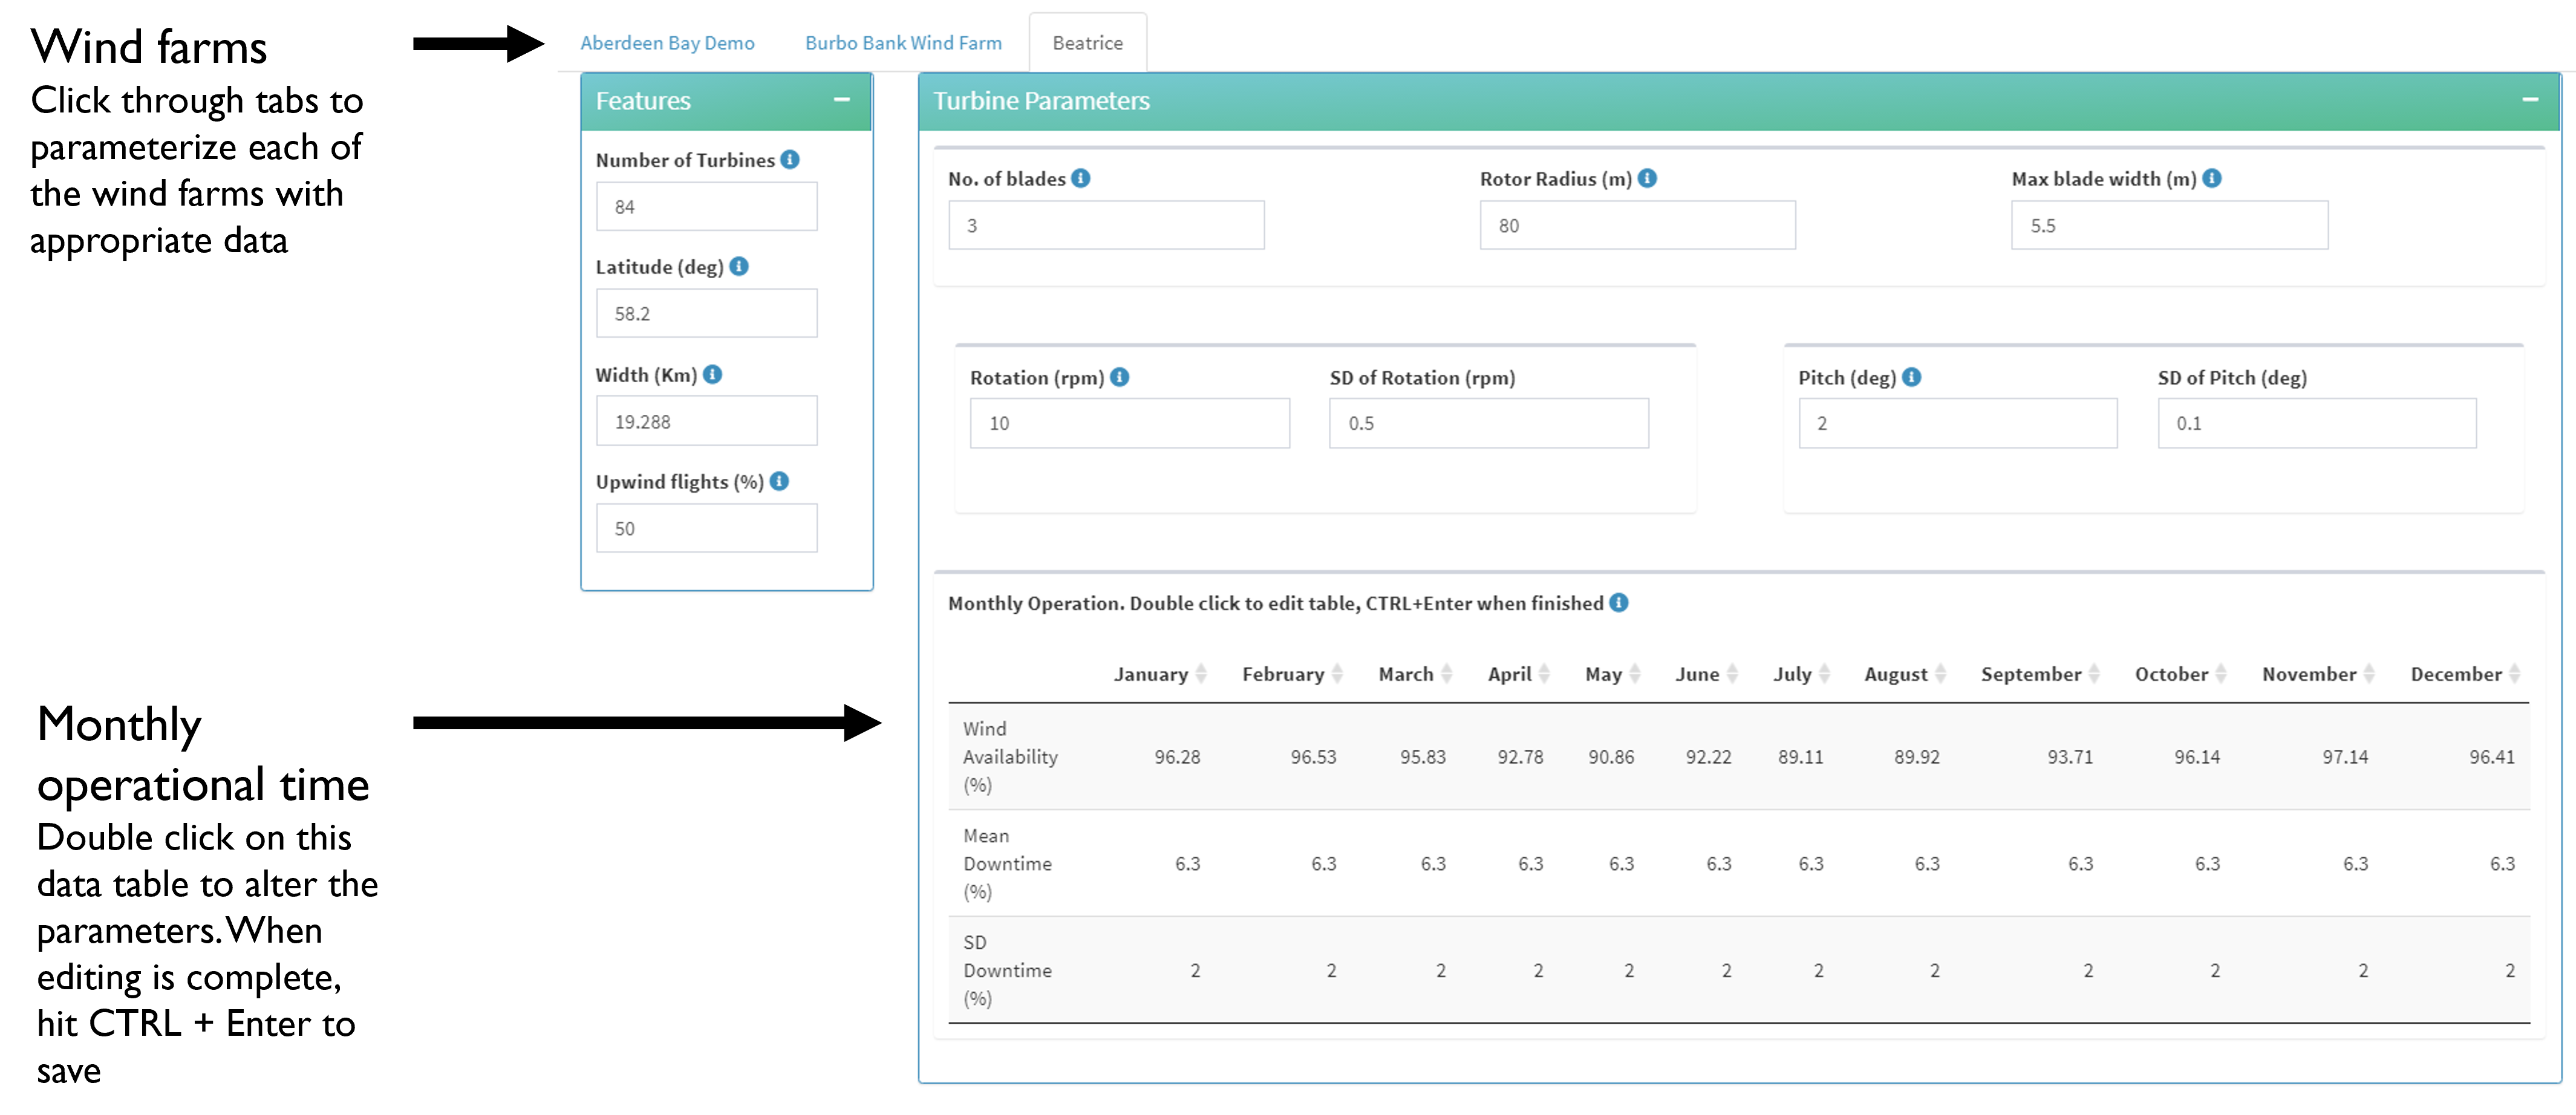 Wind farms
Click through tabs to
parameterize each of
the wind farms with
appropriate data
Aberdeen Bay Demo Burbo Bank Wind Farm Beatrice
Features
Number of Turbines
84
Latitude (deg)
58.2
Width (Km)
19.288
Upwind flights (%)
50
Turbine Parameters
No. of blades Rotor Radius (m) Max blade width (m)
3 80 5.5
Rotation (rpm) SD of Rotation (rpm) Pitch (deg) SD of Pitch (deg)
10 0.5 2 0.1
Monthly Operation. Double click to edit table, CTRL+Enter when finished
January February March April May June July August September October November December
Wind
Availability
(%)
96.28 96.53 95.83 92.78 90.86 92.22 89.11 89.92 93.71 96.14 97.14 96.41
Mean
Downtime
(%)
6.3 6.3 6.3 6.3 6.3 6.3 6.3 6.3 6.3 6.3 6.3 6.3
SD
Downtime
(%)
2 2 2 2 2 2 2 2 2 2 2 2
Monthly
operational time
Double click on this
data table to alter the
parameters. When
editing is complete,
hit CTRL + Enter to
save